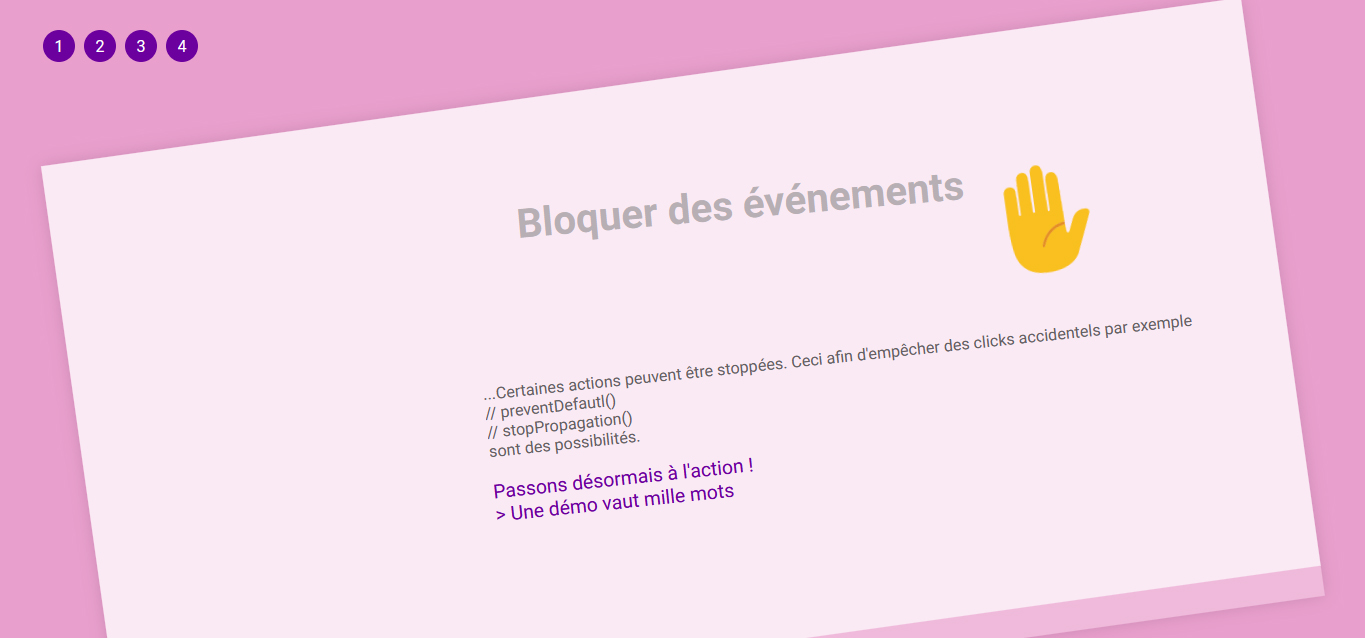 1 2 3 4
Bloquer des événements
...Certaines actions peuvent être stoppées. Ceci afin d'empêcher des clicks accidentels par exemple
// preventDefautl()
// stopPropagation()
sont des possibilités.
Passons désormais à l'action !
> Une démo vaut mille mots